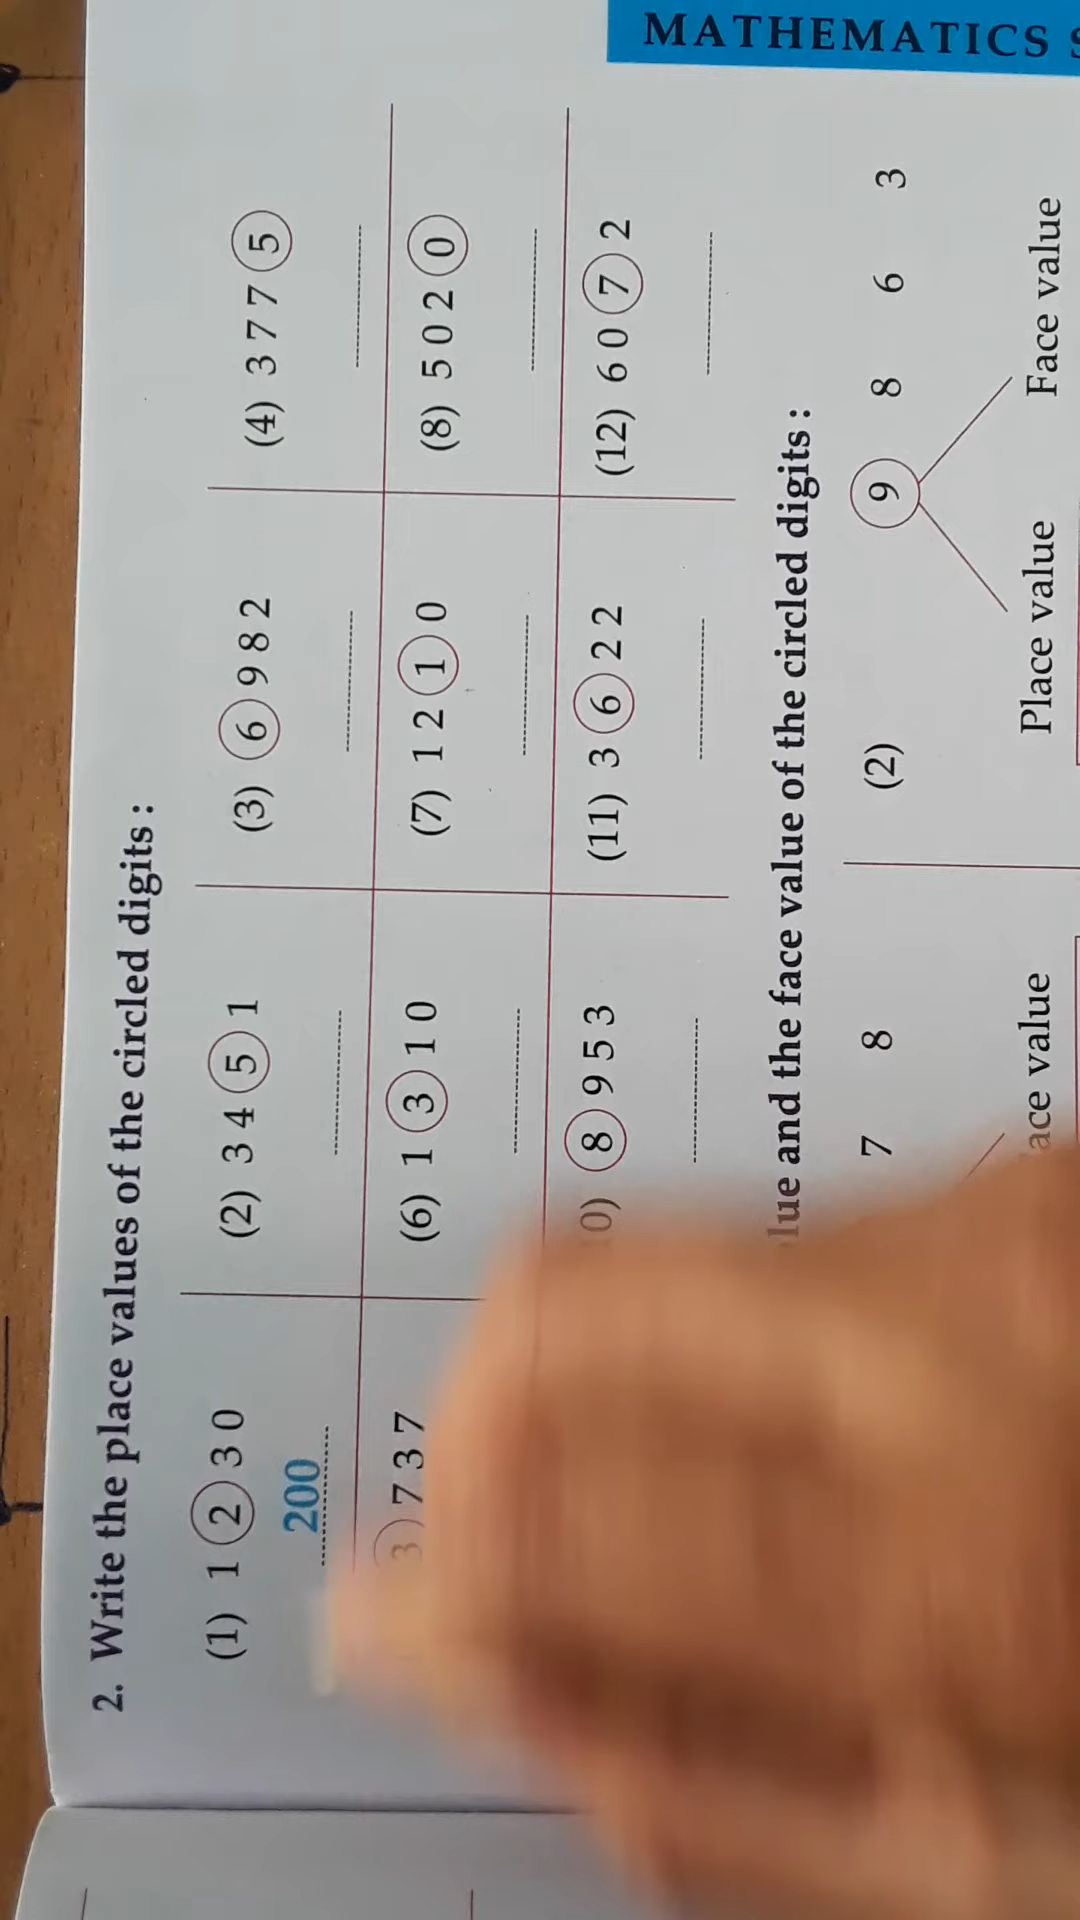 MATHEMATICS
2. Write the place values of the circled digits :
(1) 1 2 3 0
(2) 3 4 5 1
(3) 6 9 8 2
(4) 3 7 7 5
200
3 7 3 7
(6) 1 3 1 0
(7) 1 2 1 0
(8) 5 0 2 0
0) 8 9 5 3
(11) 3 6 2 2
(12) 6 0 7 2
and the face value of the circled digits :
7 8
(2) 9 8 6 3
value
Place value
Face value